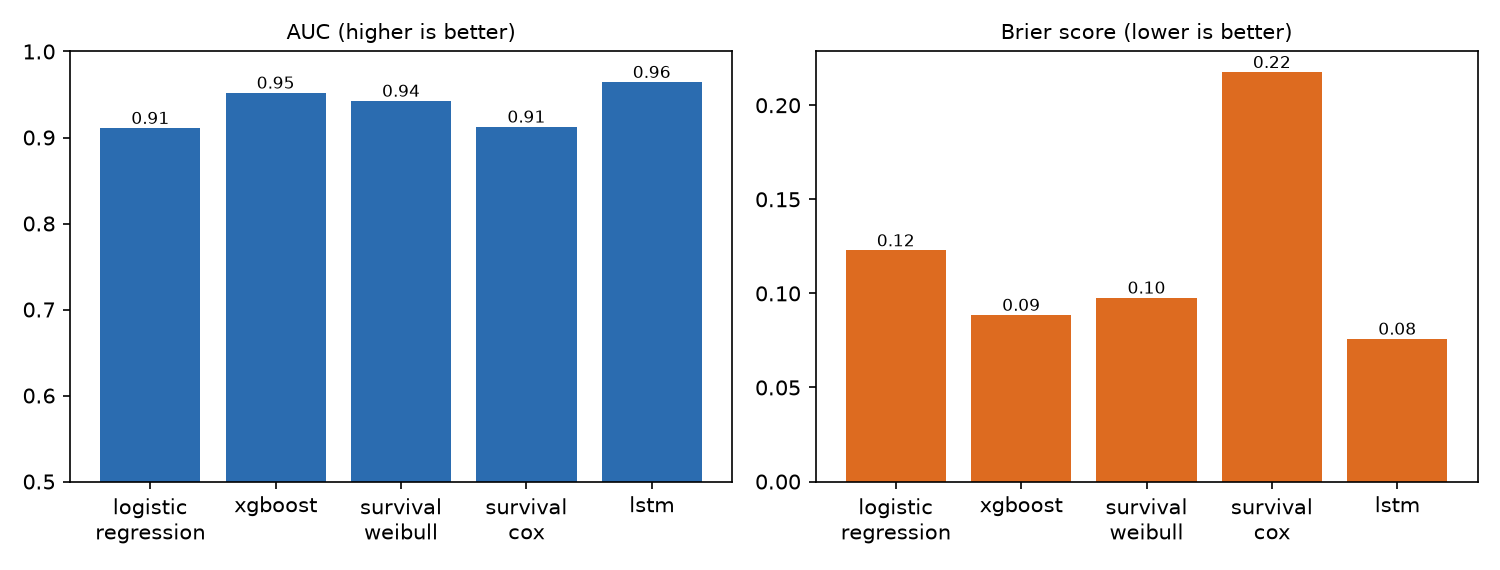 AUC (higher is better)
1.0
0.9
0.8
0.7
0.6
0.5
0.91
0.95
0.94
0.91
0.96
logistic
regression
xgboost
survival
weibull
survival
cox
lstm
Brier score (lower is better)
0.20
0.15
0.10
0.05
0.00
0.12
0.09
0.10
0.22
0.08
logistic
regression
xgboost
survival
weibull
survival
cox
lstm